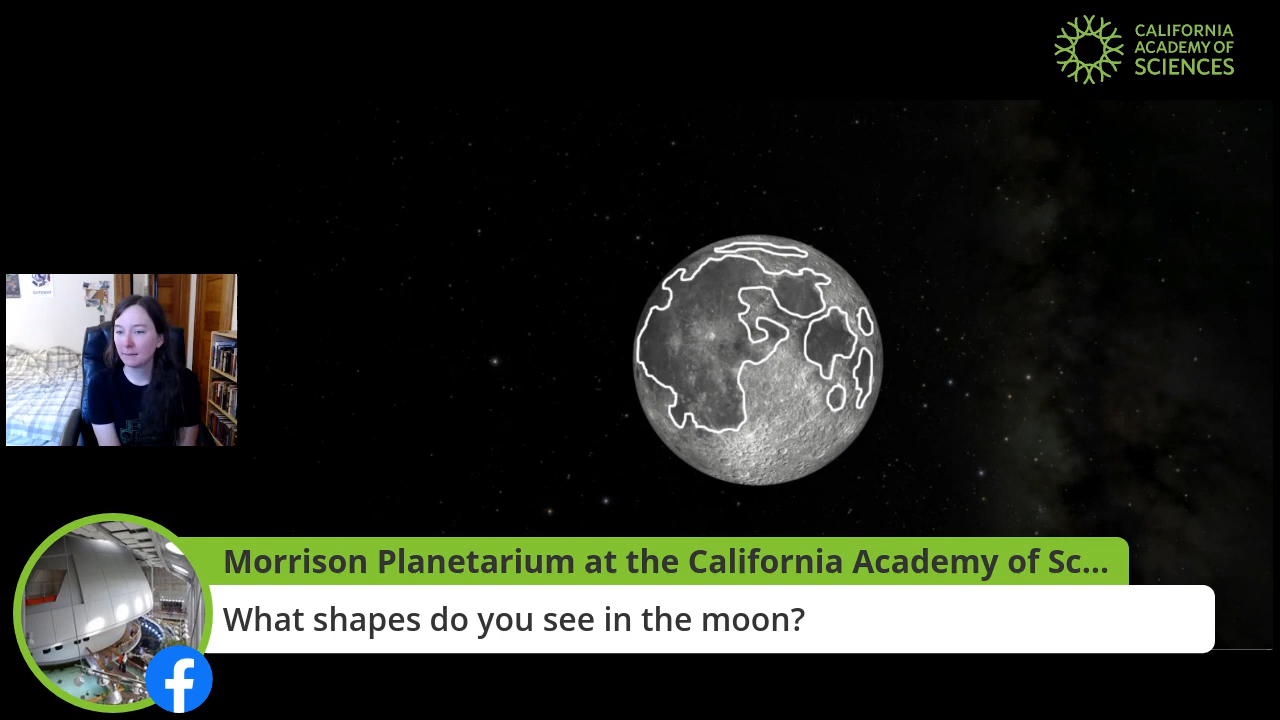 CALIFORNIA
ACADEMY OF
SCIENCES
Morrison Planetarium at the California Academy of Sc...
What shapes do you see in the moon?